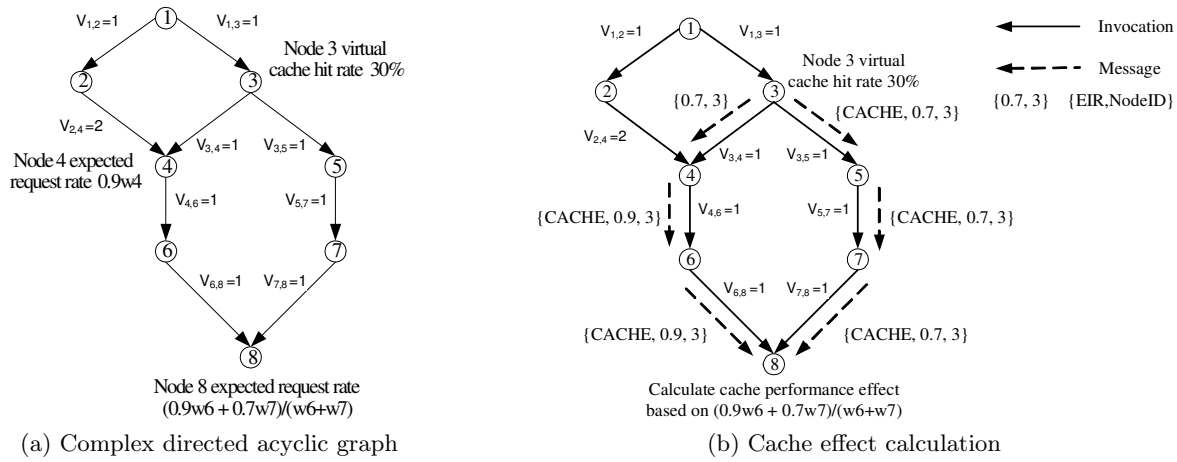 V1,2=1
1
V1,3=1
Node 3 virtual
cache hit rate 30%
2
3
V2,4=2
V3,4=1
V3,5=1
Node 4 expected
request rate 0.9w4
4
5
V4,6=1
V5,7=1
6
7
V6,8=1
V7,8=1
8
Node 8 expected request rate
(0.9w6 + 0.7w7)/(w6+w7)
(a) Complex directed acyclic graph
V1,2=1
1
V1,3=1
Node 3 virtual
cache hit rate 30%
2
3
{0.7, 3}
{CACHE, 0.7, 3}
V2,4=2
V3,4=1
V3,5=1
4
5
V4,6=1
V5,7=1
{CACHE, 0.9, 3}
{CACHE, 0.7, 3}
6
7
V6,8=1
V7,8=1
{CACHE, 0.9, 3}
{CACHE, 0.7, 3}
8
Calculate cache performance effect
based on (0.9w6 + 0.7w7)/(w6+w7)
(b) Cache effect calculation
Invocation
Message
{0.7, 3} {EIR,NodeID}